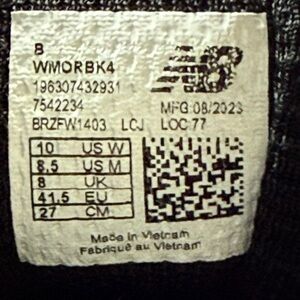 B
WMORBK4
196307432931
7542234 MFG:08/2023
BRZFW1403 LCJ LOC:77
10 US W
8.5 US M
8 UK
41.5 EU
27 CM
Made in Vietnam
Fabriqué au Vietnam